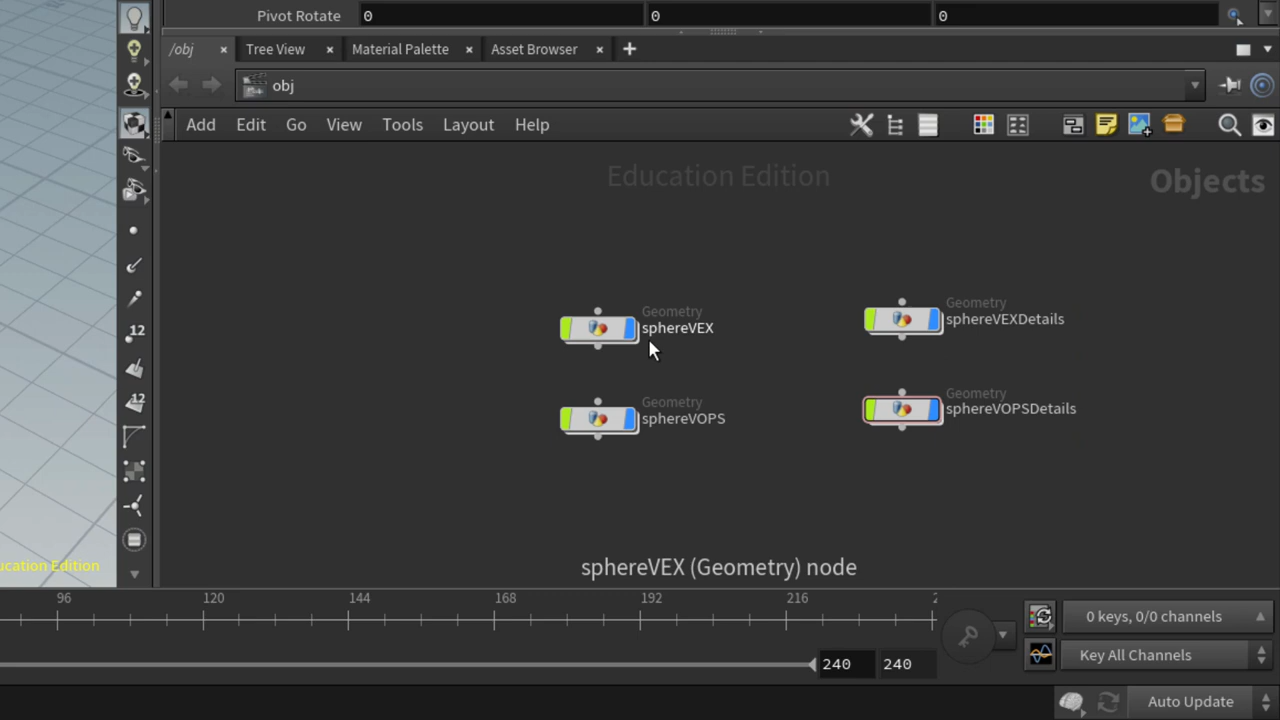 Pivot Rotate 0 0 0
/obj × Tree View × Material Palette × Asset Browser × +
obj
Add Edit Go View Tools Layout Help
Education Edition
Objects
Geometry
sphereVEX
Geometry
sphereVEXDetails
Geometry
sphereVOPS
Geometry
sphereVOPSDetails
12
12
ucation Edition
sphereVEX (Geometry) node
96 120 144 168 192 216 2
0 keys, 0/0 channels
240 240
Key All Channels
Auto Update